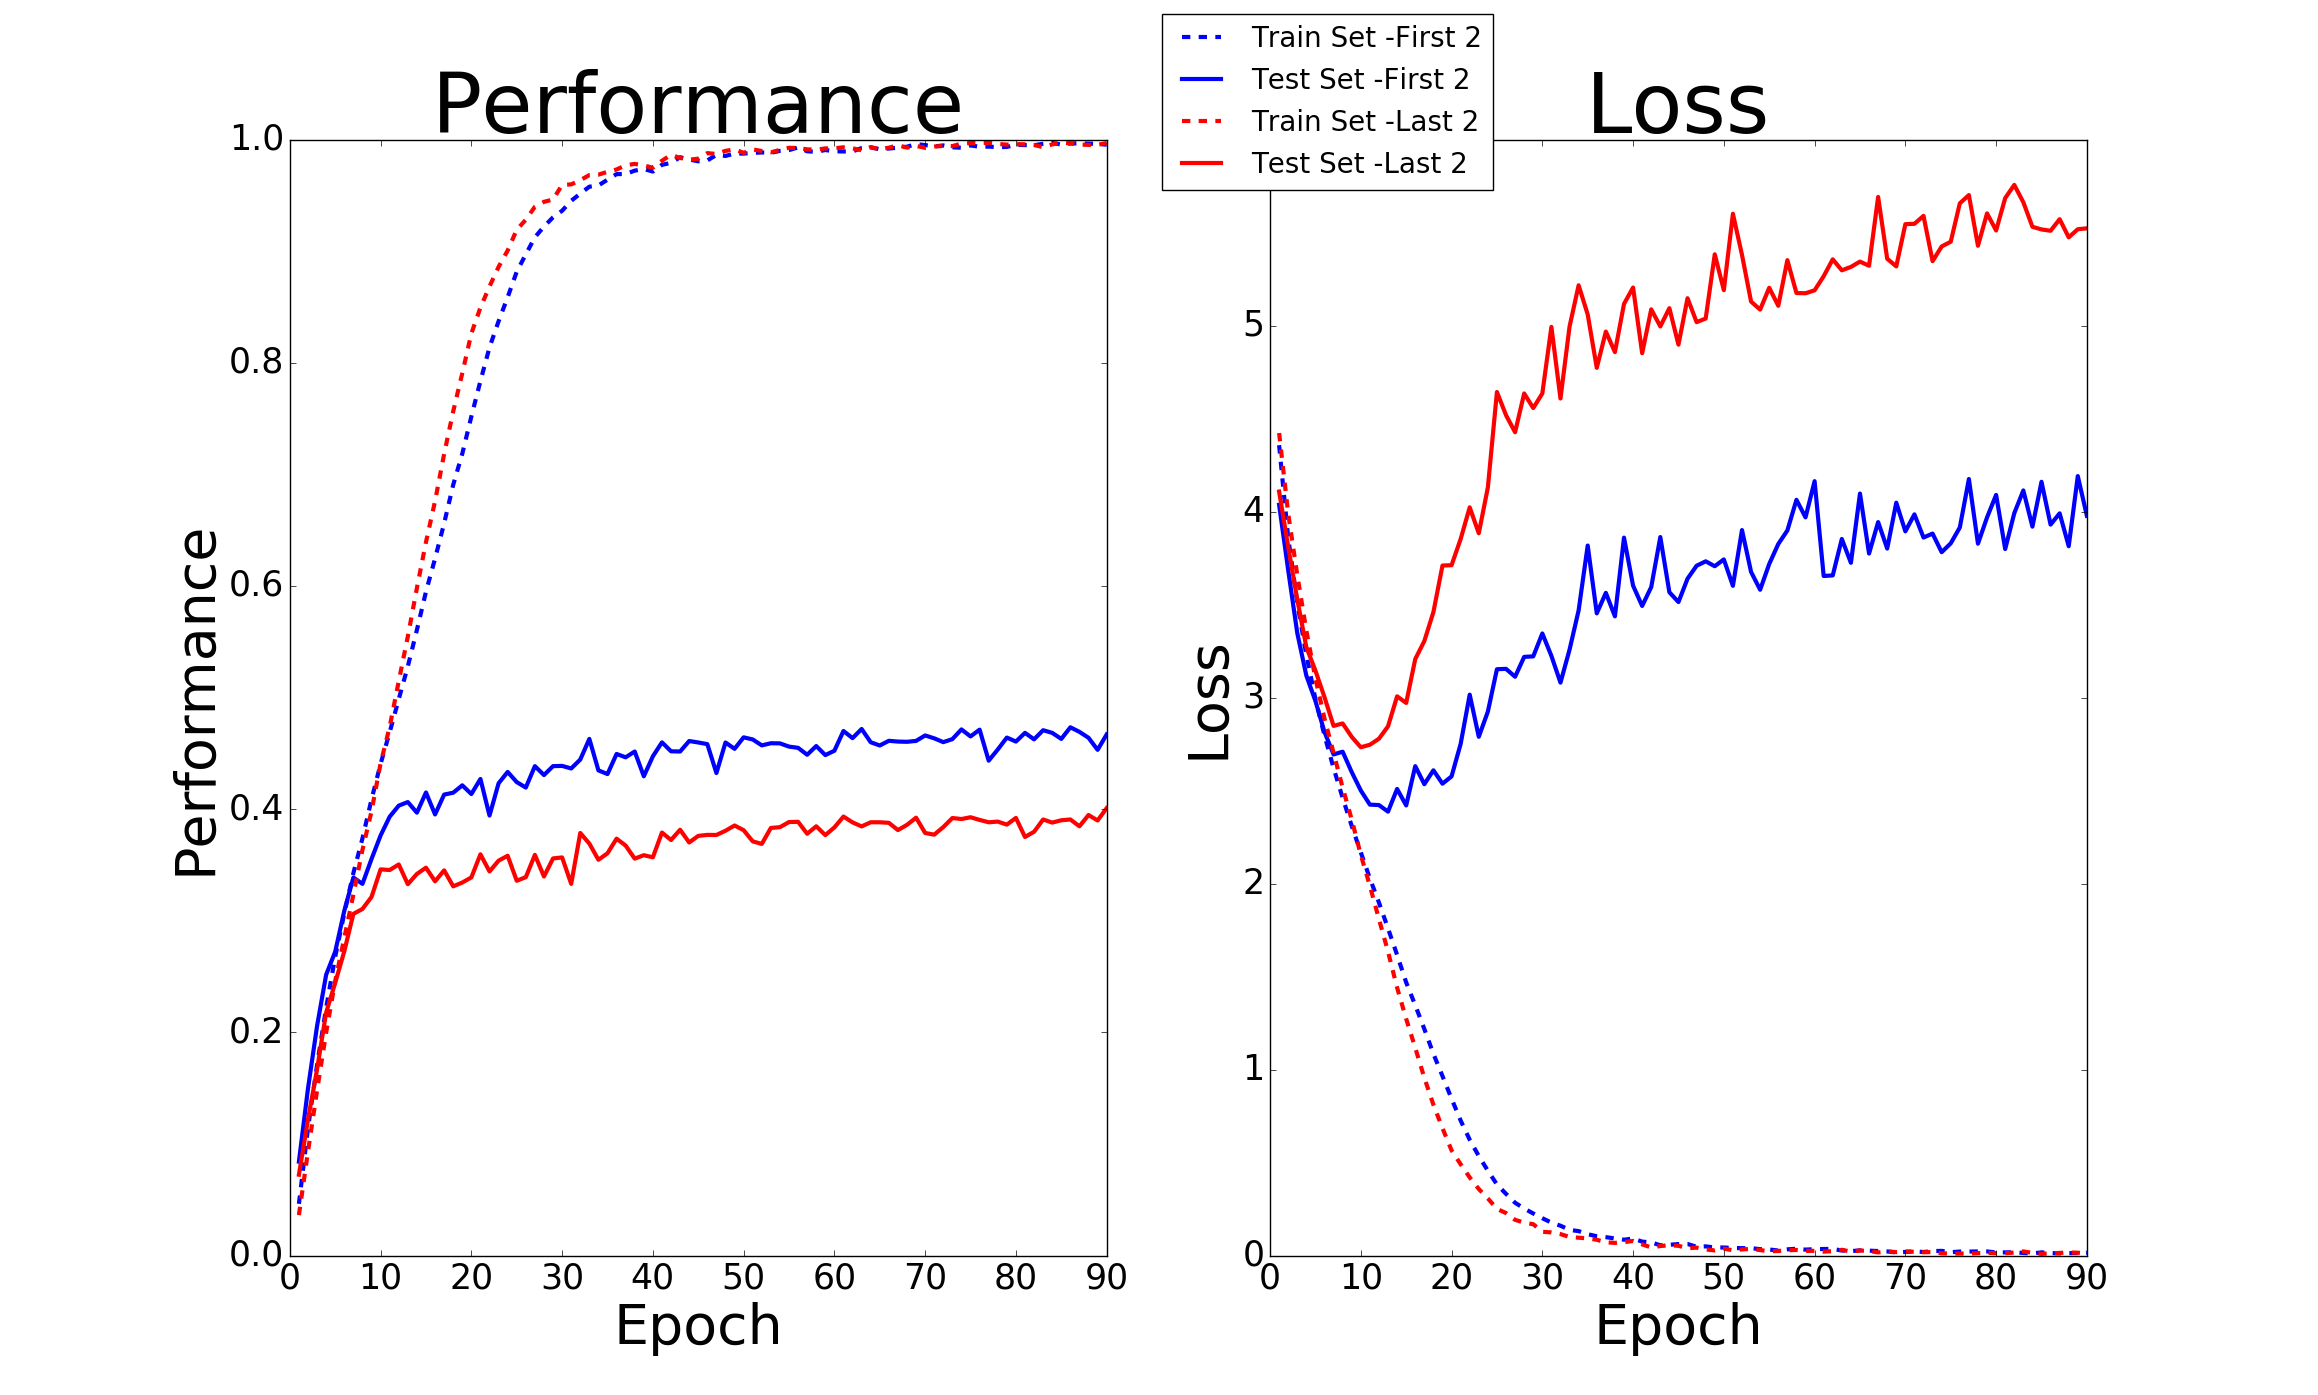 Train Set -First 2
Test Set -First 2
Train Set -Last 2
Test Set -Last 2
Performance
Loss
1.0
0.8
0.6
0.4
0.2
0.0
Performance
0 10 20 30 40 50 60 70 80 90
Epoch
5
4
3
2
1
0
Loss
0 10 20 30 40 50 60 70 80 90
Epoch